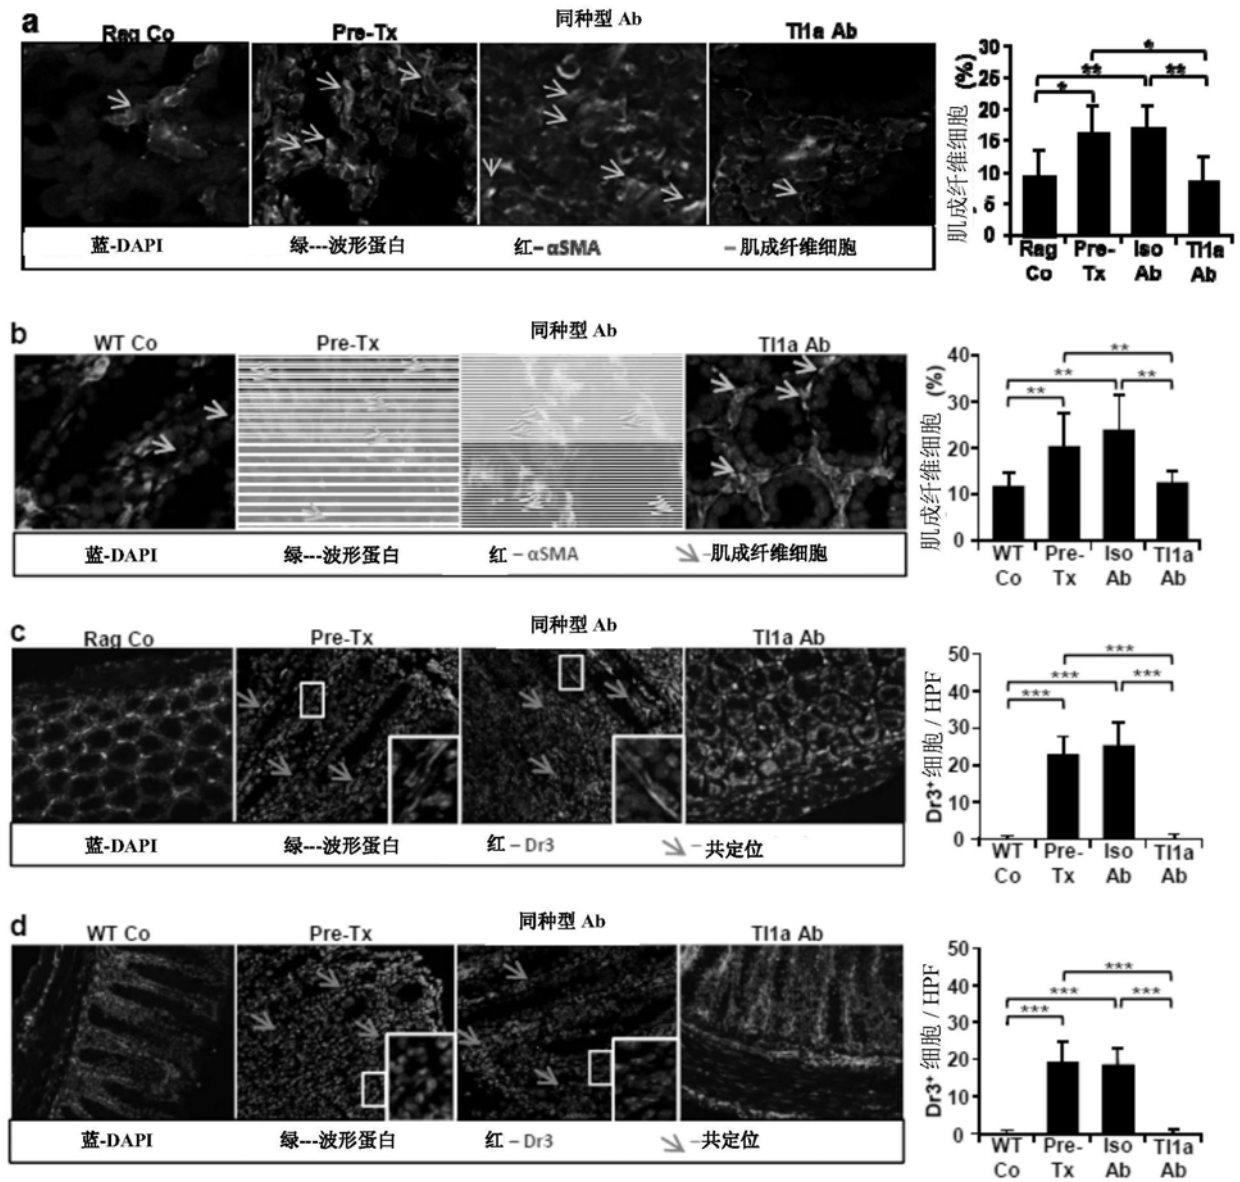 a
Rag Co
Pre-Tx
同种型 Ab
Tl1a Ab
蓝-DAPI
绿---波形蛋白
红–αSMA
–肌成纤维细胞
肌成纤维细胞 (%)
30
25
20
15
10
5
0
*
**
**
*
Rag Co
Pre-Tx
Iso Ab
Tl1a Ab
b
WT Co
Pre-Tx
同种型 Ab
Tl1a Ab
蓝-DAPI
绿---波形蛋白
红–αSMA
–肌成纤维细胞
肌成纤维细胞 (%)
40
30
20
10
0
**
**
**
**
WT Co
Pre-Tx
Iso Ab
Tl1a Ab
c
Rag Co
Pre-Tx
同种型 Ab
Tl1a Ab
蓝-DAPI
绿---波形蛋白
红–Dr3
–共定位
Dr3⁺细胞 / HPF
50
40
30
20
10
0
***
***
***
***
WT Co
Pre-Tx
Iso Ab
Tl1a Ab
d
WT Co
Pre-Tx
同种型 Ab
Tl1a Ab
蓝-DAPI
绿---波形蛋白
红–Dr3
–共定位
Dr3⁺细胞 / HPF
50
40
30
20
10
0
***
***
***
***
WT Co
Pre-Tx
Iso Ab
Tl1a Ab